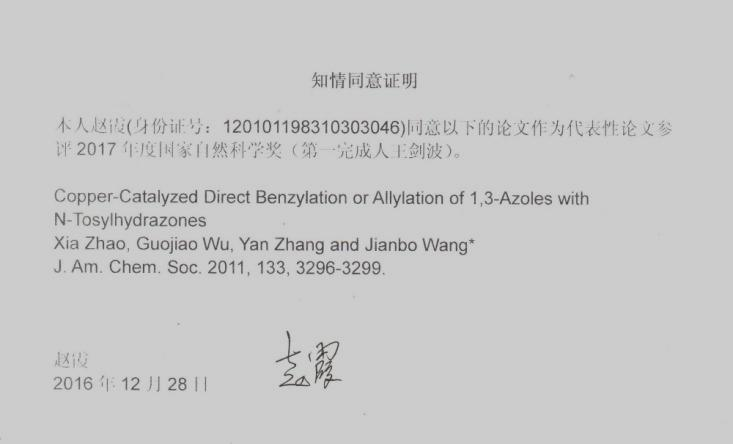 知情同意证明
本人赵霞(身份证号：120101198310303046)同意以下的论文作为代表性论文参
评 2017 年度国家自然科学奖（第一完成人王剑波）。
Copper-Catalyzed Direct Benzylation or Allylation of 1,3-Azoles with
N-Tosylhydrazones
Xia Zhao, Guojiao Wu, Yan Zhang and Jianbo Wang*
J. Am. Chem. Soc. 2011, 133, 3296-3299.
赵霞
赵霞
2016 年 12 月 28 日